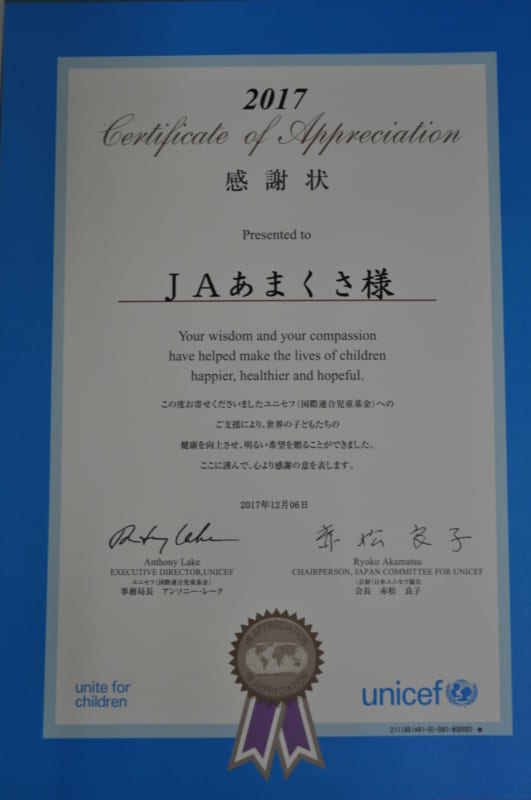 2017
Certificate of Appreciation
感謝状
Presented to
ＪＡあまくさ様
Your wisdom and your compassion
have helped make the lives of children
happier, healthier and hopeful.
この度お寄せくださいましたユニセフ（国際連合児童基金）への
ご支援により、世界の子どもたちの
健康を向上させ、明るい希望を贈ることができました。
ここに謹んで、心より感謝の意を表します。
2017年12月06日
赤松良子
Anthony Lake
EXECUTIVE DIRECTOR,UNICEF
ユニセフ（国際連合児童基金）
事務局長 アンソニー・レーク
Ryoko Akamatsu
CHAIRPERSON, JAPAN COMMITTEE FOR UNICEF
（公財）日本ユニセフ協会
会長 赤松 良子
IN APPRECIATION
IN APPRECIATION
unite for
children
unicef